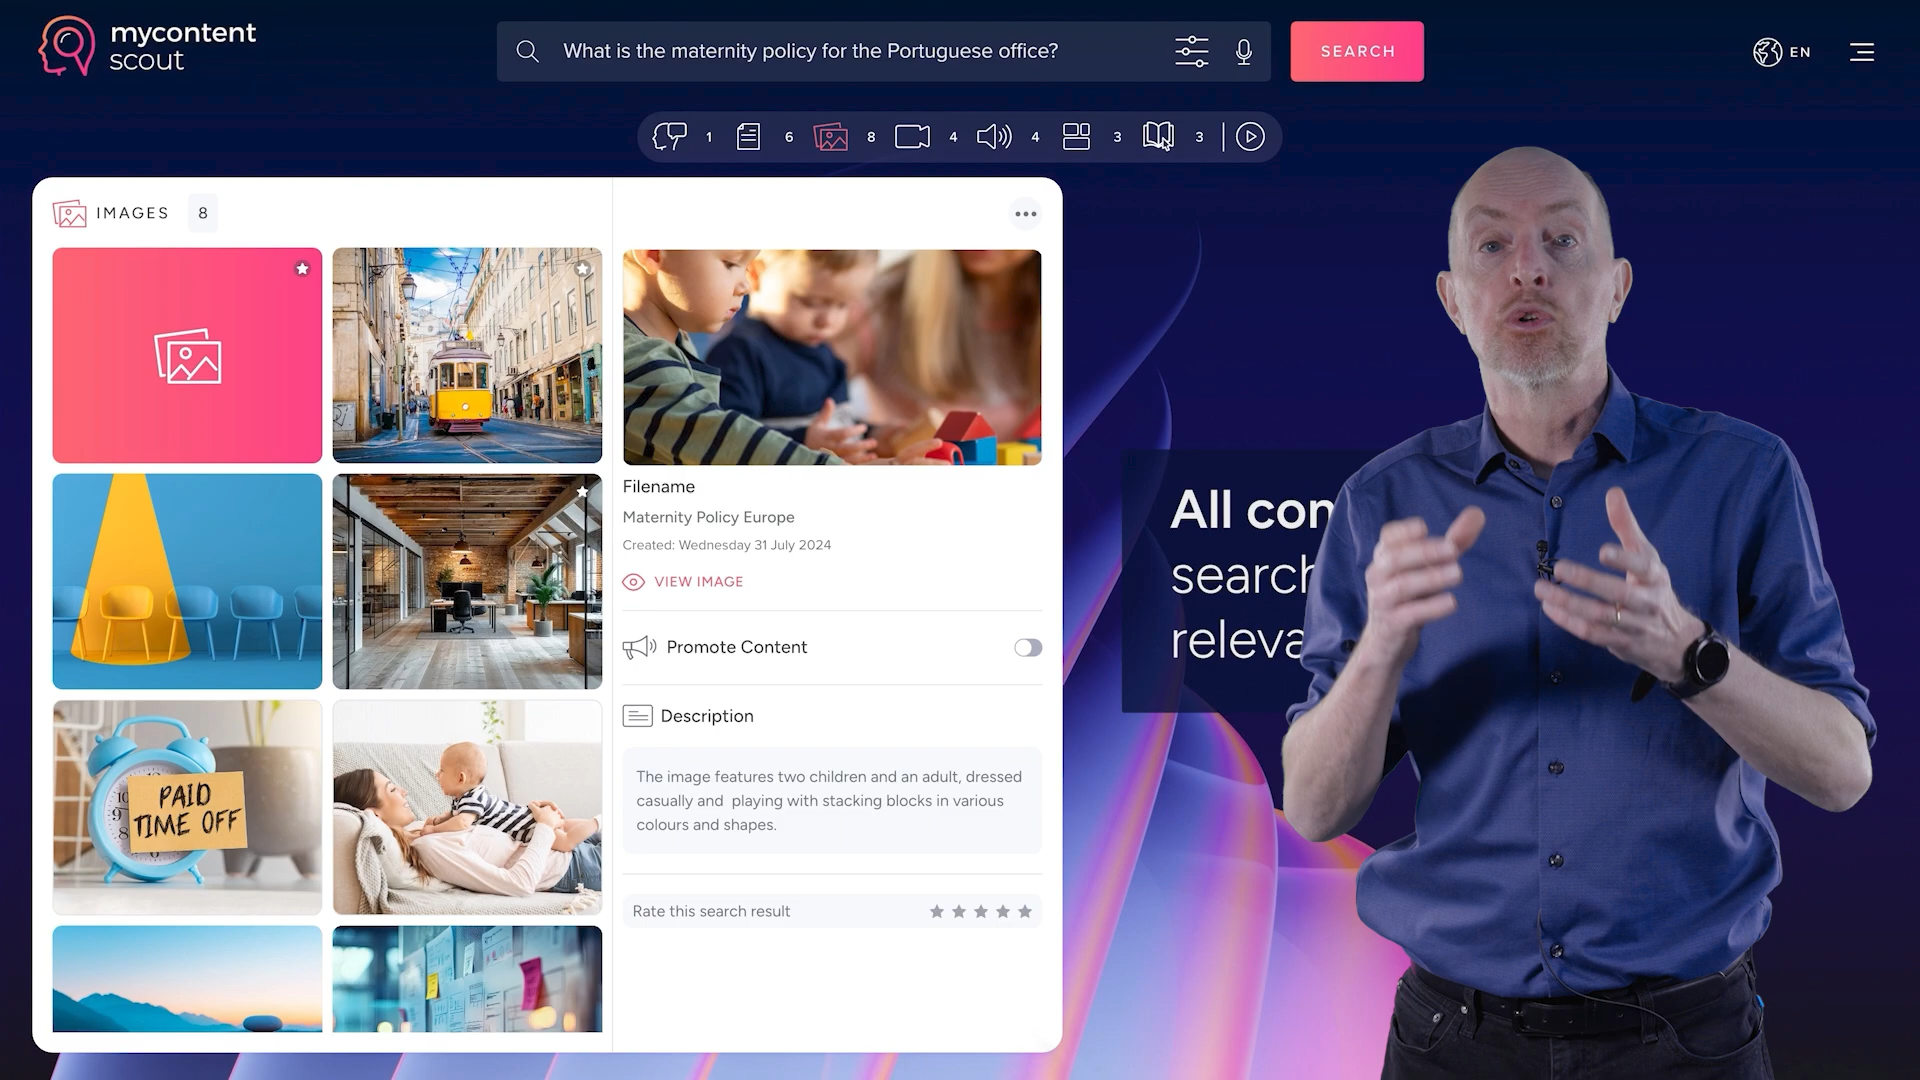 mycontent
scout
What is the maternity policy for the Portuguese office?
SEARCH
EN
1 6 8 4 4 3 3
IMAGES 8
PAID
TIME OFF
Filename
Maternity Policy Europe
Created: Wednesday 31 July 2024
VIEW IMAGE
Promote Content
Description
The image features two children and an adult, dressed
casually and playing with stacking blocks in various
colours and shapes.
Rate this search result
All con
search
releva